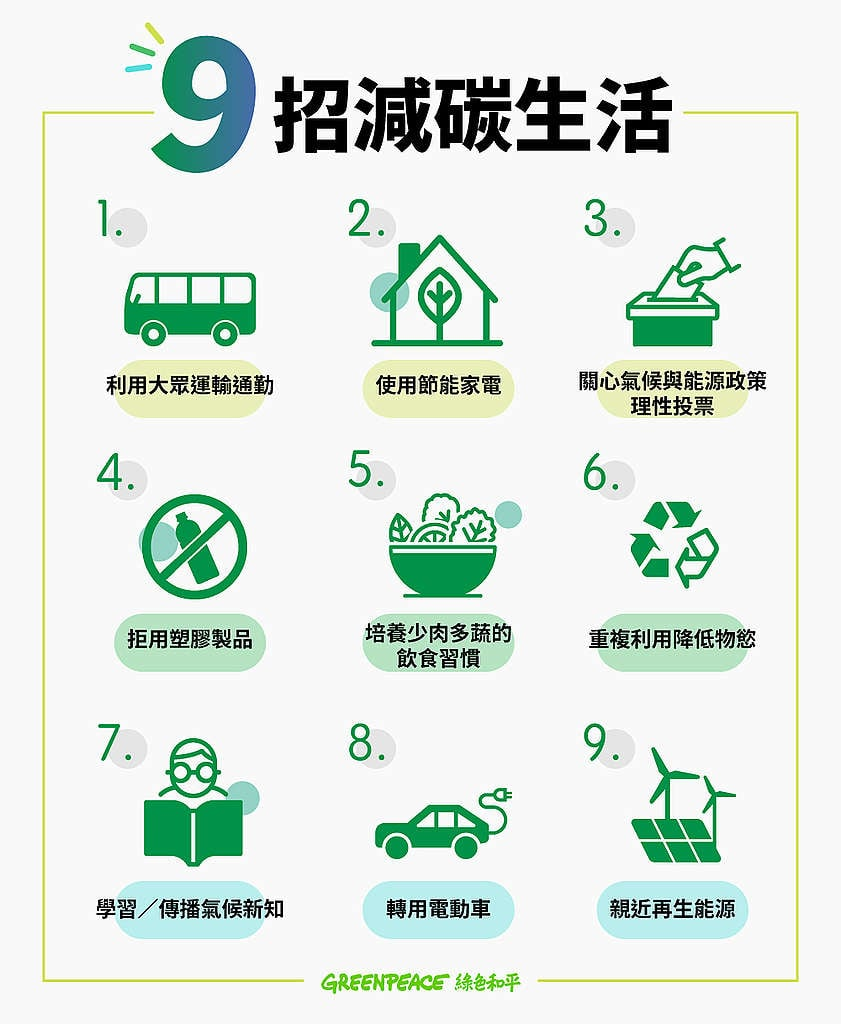 9招減碳生活
1.
2.
3.
利用大眾運輸通勤
使用節能家電
關心氣候與能源政策
理性投票
4.
5.
6.
拒用塑膠製品
培養少肉多蔬的
飲食習慣
重複利用降低物慾
7.
8.
9.
學習／傳播氣候新知
轉用電動車
親近再生能源
GREENPEACE 綠色和平